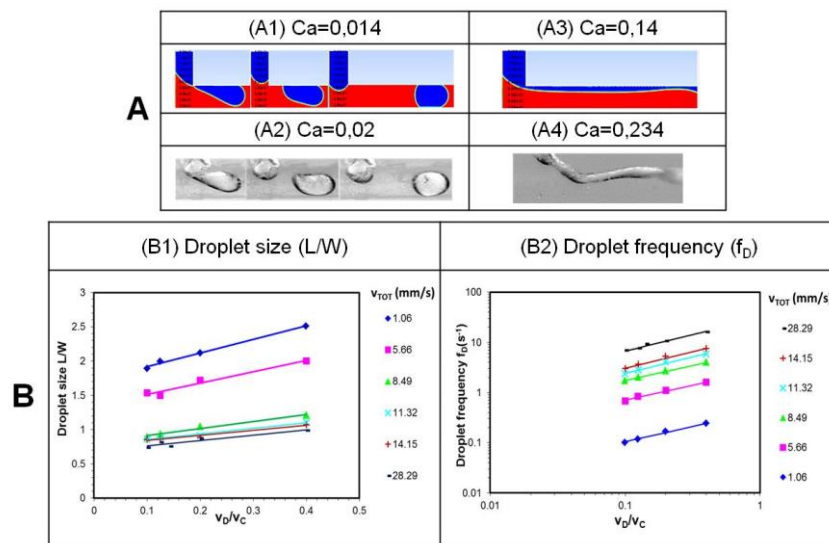 (A1) Ca=0,014
(A3) Ca=0,14
A
(A2) Ca=0,02
(A4) Ca=0,234
(B1) Droplet size (L/W)
(B2) Droplet frequency (fD)
B
Droplet size L/W
3
2.5
2
1.5
1
0.5
0
0
0.1
0.2
0.3
0.4
0.5
vD/vC
vTOT (mm/s)
1.06
5.66
8.49
11.32
14.15
28.29
Droplet frequency fD(s-1)
100
10
1
0.1
0.01
0.01
0.1
1
vD/vC
vTOT (mm/s)
28.29
14.15
11.32
8.49
5.66
1.06